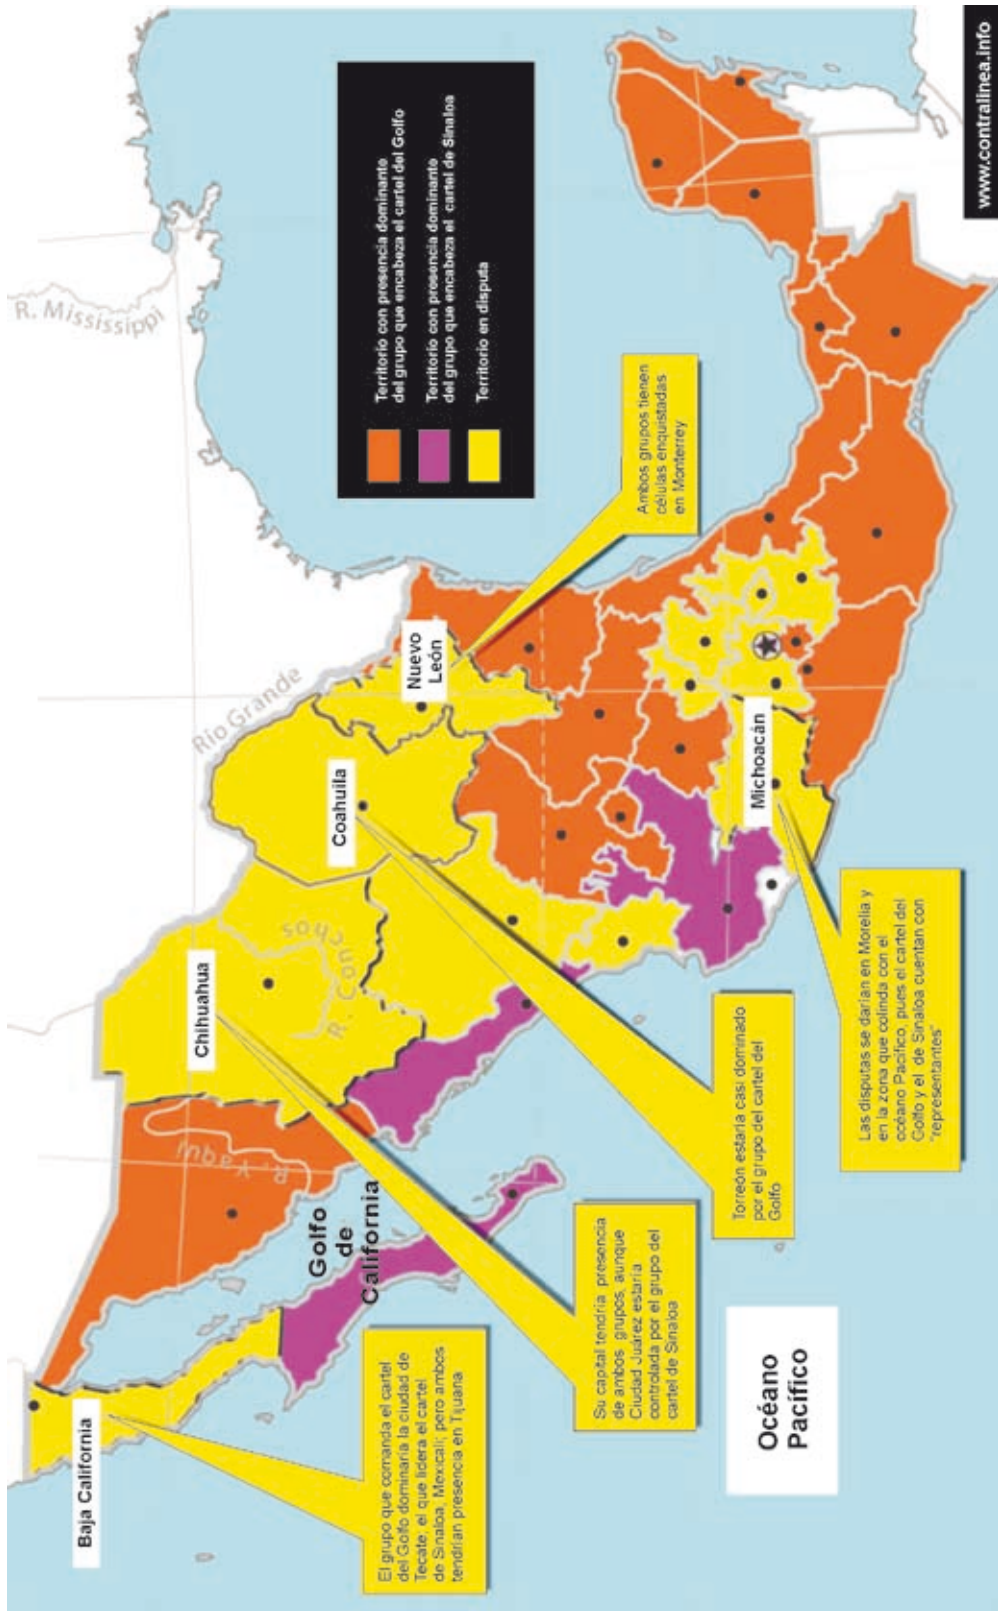 R. Mississippi
Río Grande
Territorio con presencia dominante
del grupo que encabeza el cartel del Golfo
Territorio con presencia dominante
del grupo que encabeza el cartel de Sinaloa
Territorio en disputa
Baja California
Chihuahua
Coahuila
Nuevo
León
Michoacán
R. Yaqui
R. Conchos
Golfo
de
California
Océano
Pacífico
El grupo que comanda el cartel
del Golfo dominaría la ciudad de
Tecate; el que lidera el cartel
de Sinaloa, Mexicali; pero ambos
tendrían presencia en Tijuana
Su capital tendría presencia
de ambos grupos, aunque
Ciudad Juárez estaría
controlada por el grupo del
cartel de Sinaloa
Torreón estaría casi dominado
por el grupo del cartel del
Golfo
Las disputas se darían en Morelia y
en la zona que colinda con el
océano Pacífico, pues el cartel del
Golfo y el de Sinaloa cuentan con
"representantes"
Ambos grupos tienen
células enquistadas
en Monterrey
www.contralinea.info